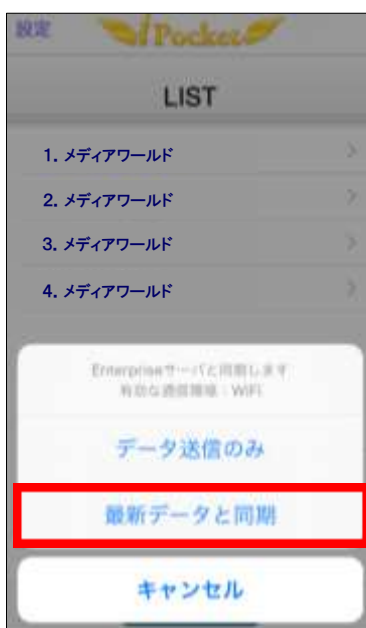 設定
iPocket
LIST
1. メディアワールド
2. メディアワールド
3. メディアワールド
4. メディアワールド
Enterpriseサーバと同期します
有効な通信環境：WiFi
データ送信のみ
最新データと同期
キャンセル